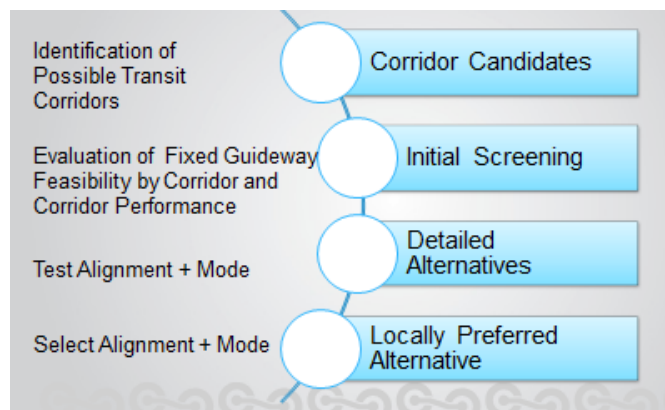 Identification of
Possible Transit
Corridors
Corridor Candidates
Evaluation of Fixed Guideway
Feasibility by Corridor and
Corridor Performance
Initial Screening
Test Alignment + Mode
Detailed
Alternatives
Select Alignment + Mode
Locally Preferred
Alternative